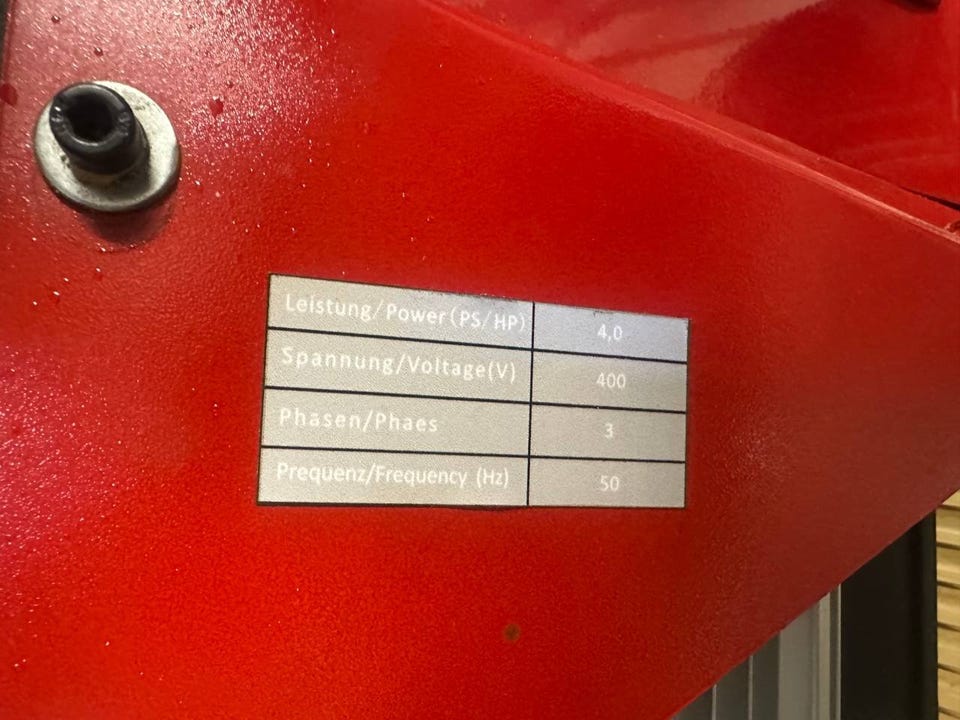 Leistung/Power(PS/HP) 4,0
Spannung/Voltage(V) 400
Phasen/Phaes 3
Prequenz/Frequency (Hz) 50